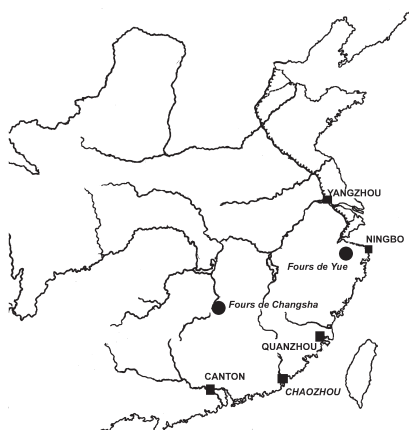 YANGZHOU
NINGBO
Fours de Yue
Fours de Changsha
QUANZHOU
CANTON
CHAOZHOU